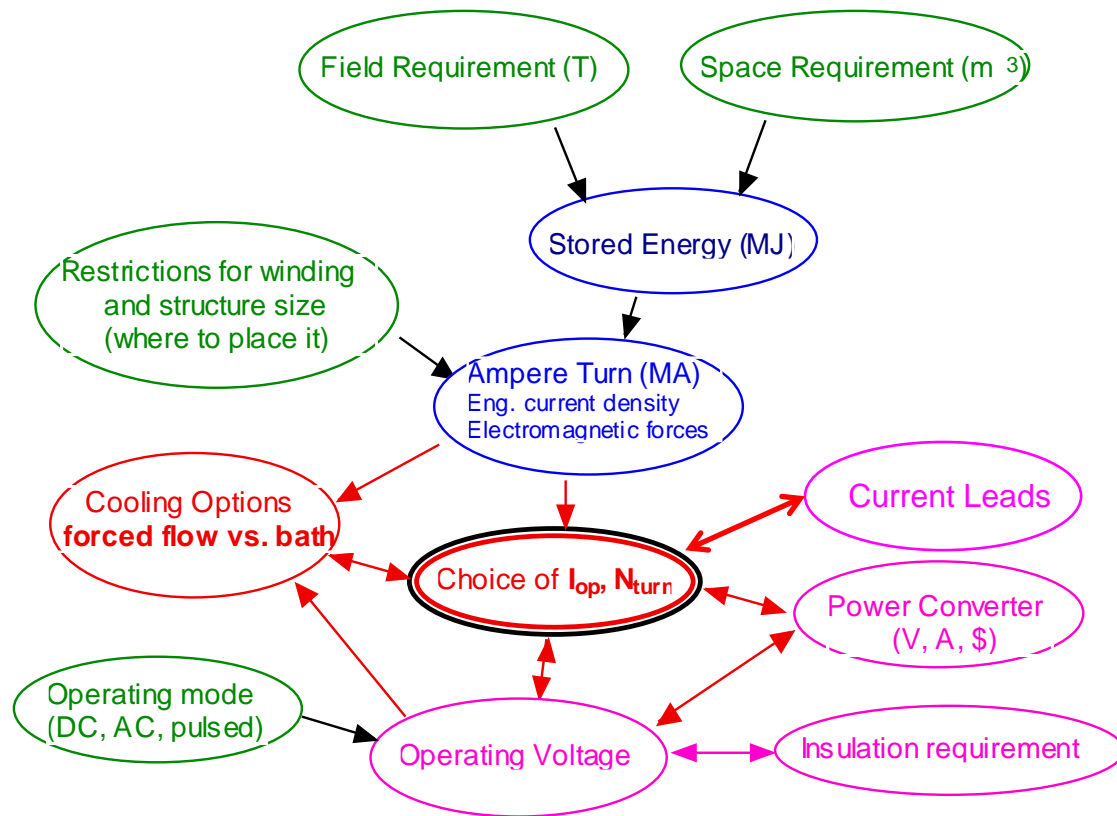 Field Requirement (T)
Space Requirement (m 3)
Stored Energy (MJ)
Restrictions for winding
and structure size
(where to place it)
Ampere Turn (MA)
Eng. current density
Electromagnetic forces
Cooling Options
forced flow vs. bath
Current Leads
Choice of Iop, Nturn
Power Converter
(V, A, $)
Operating mode
(DC, AC, pulsed)
Operating Voltage
Insulation requirement